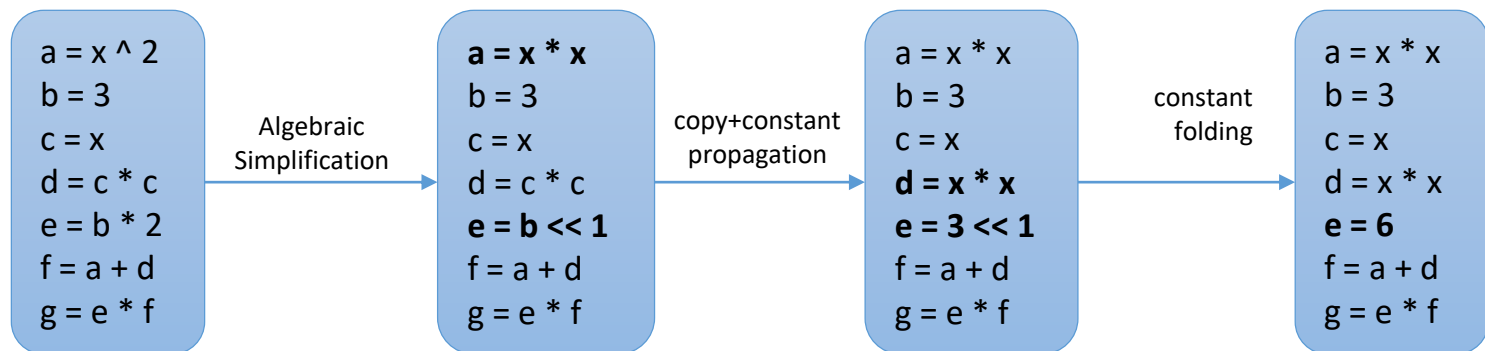 a = x ^ 2
b = 3
c = x
d = c * c
e = b * 2
f = a + d
g = e * f
Algebraic
Simplification
a = x * x
b = 3
c = x
d = c * c
e = b << 1
f = a + d
g = e * f
copy+constant
propagation
a = x * x
b = 3
c = x
d = x * x
e = 3 << 1
f = a + d
g = e * f
constant
folding
a = x * x
b = 3
c = x
d = x * x
e = 6
f = a + d
g = e * f